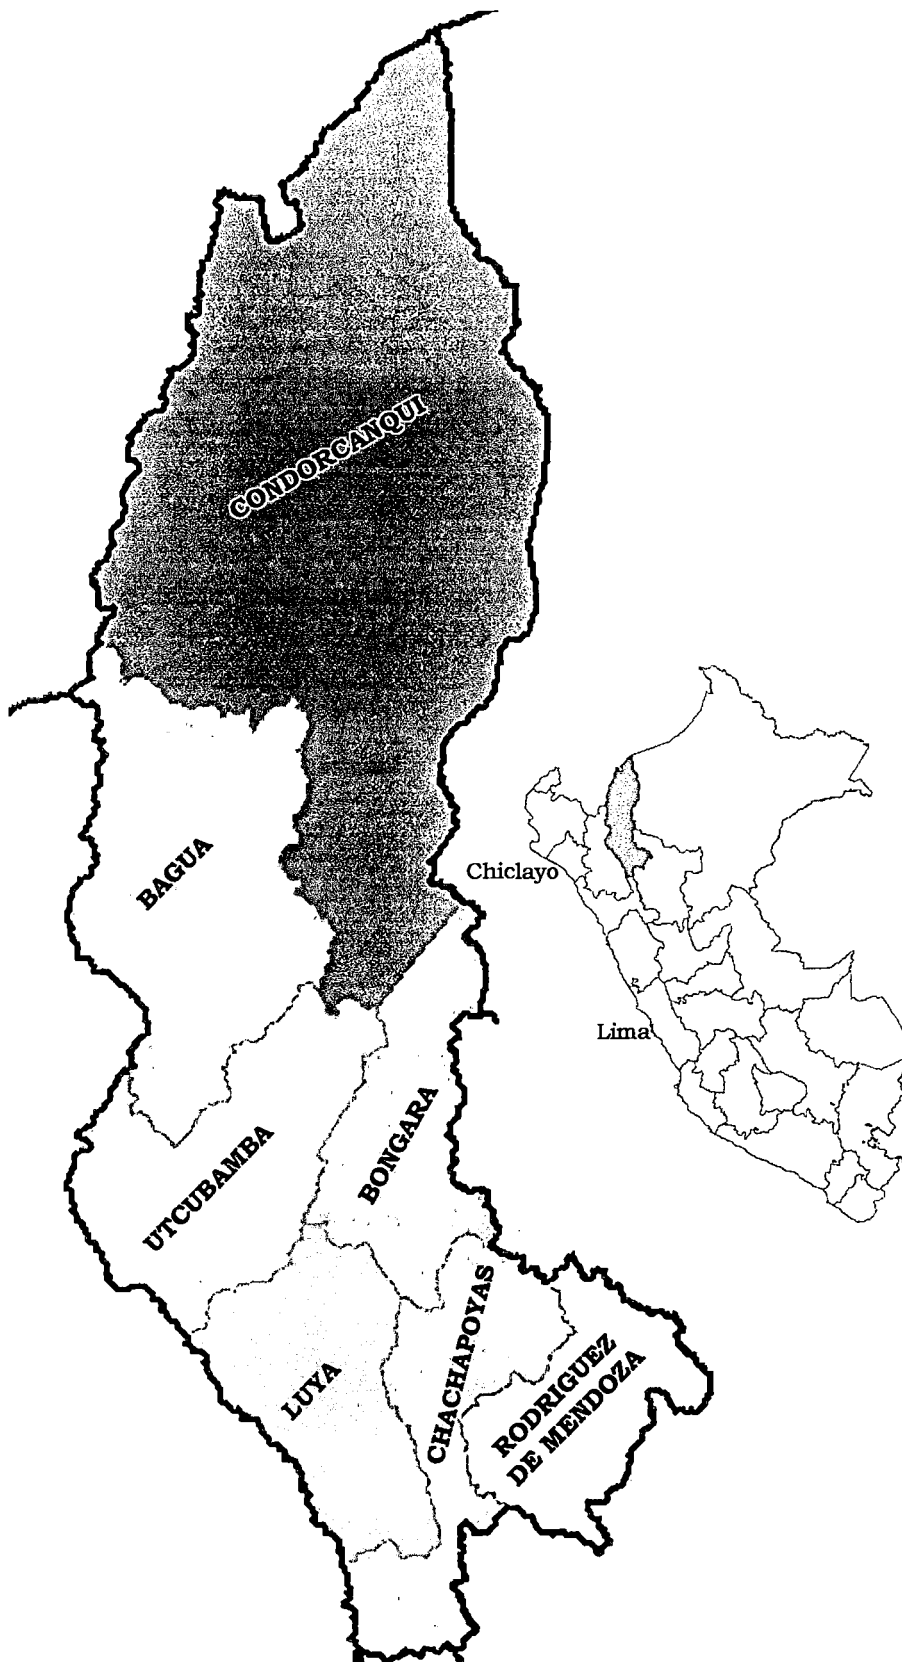 CONDORCANQUI
BAGUA
Chiclayo
Lima
BONGARA
UTCUBAMBA
CHACHAPOYAS
LUYA
RODRIGUEZ
DE MENDOZA